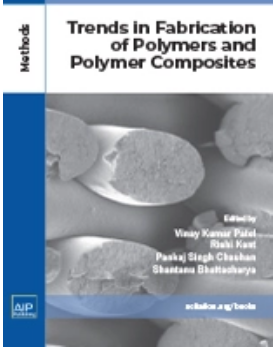 Methods
Trends in Fabrication
of Polymers and
Polymer Composites
Edited by
Vinay Kumar Patel
Rishi Kant
Pankaj Singh Chauhan
Shantanu Bhattacharya
AIP
Publishing
scitation.org/books